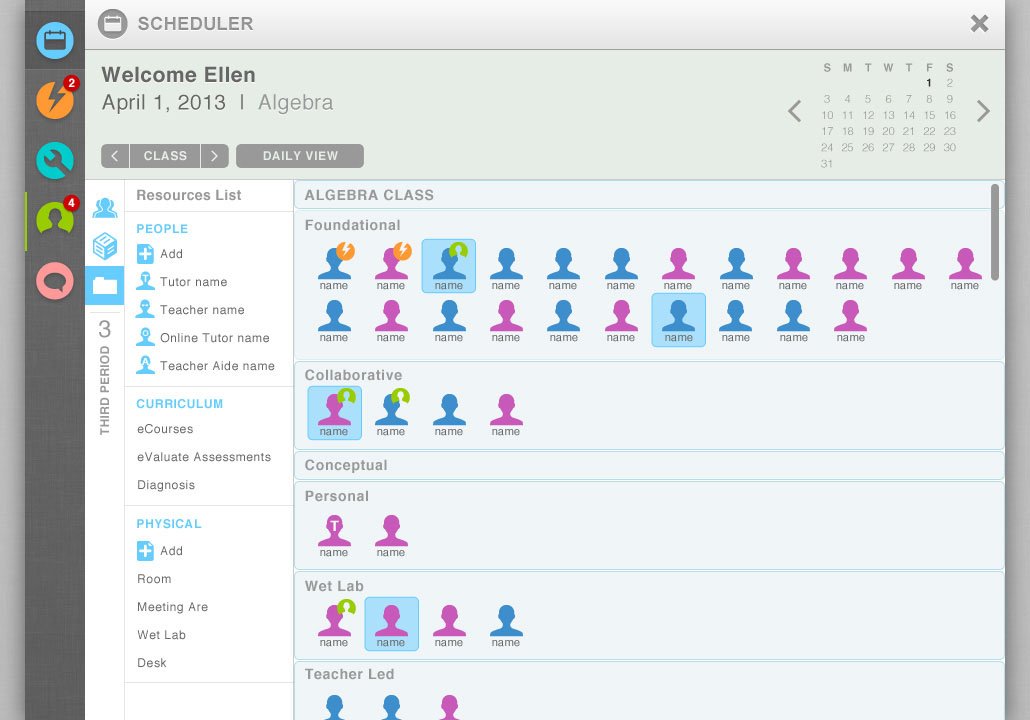 SCHEDULER
2
4
Welcome Ellen
April 1, 2013 | Algebra
CLASS
DAILY VIEW
S M T W T F S
1 2
3 4 5 6 7 8 9
10 11 12 13 14 15 16
17 18 19 20 21 22 23
24 25 26 27 28 29 30
31
THIRD PERIOD 3
Resources List
PEOPLE
Add
T Tutor name
Teacher name
O Online Tutor name
A Teacher Aide name
CURRICULUM
eCourses
eValuate Assessments
Diagnosis
PHYSICAL
Add
Room
Meeting Are
Wet Lab
Desk
ALGEBRA CLASS
Foundational
name name name name name name name name name name name name
name name name name name name name name name name
Collaborative
name name name name
Conceptual
Personal
T
name name
Wet Lab
name name name name
Teacher Led